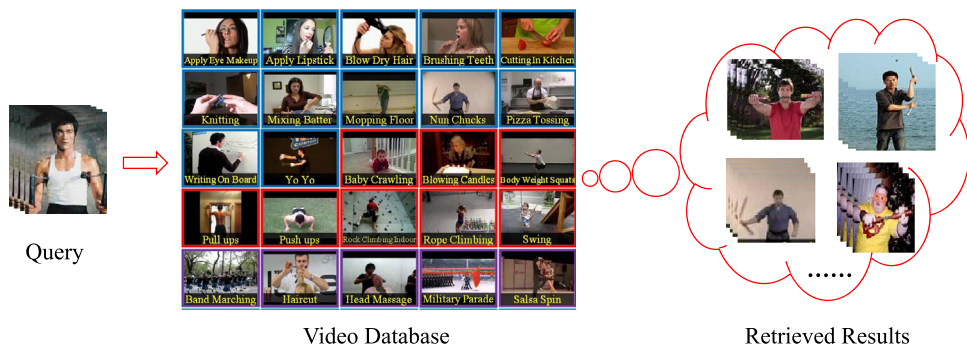 Apply Eye Makeup Apply Lipstick Blow Dry Hair Brushing Teeth Cutting In Kitchen
Knitting Mixing Batter Mopping Floor Nun Chucks Pizza Tossing
Writing On Board Yo Yo Baby Crawling Blowing Candles Body Weight Squats
Pull ups Push ups Rock Climbing Indoor Rope Climbing Swing
Band Marching Haircut Head Massage Military Parade Salsa Spin
Query
Video Database
......
Retrieved Results